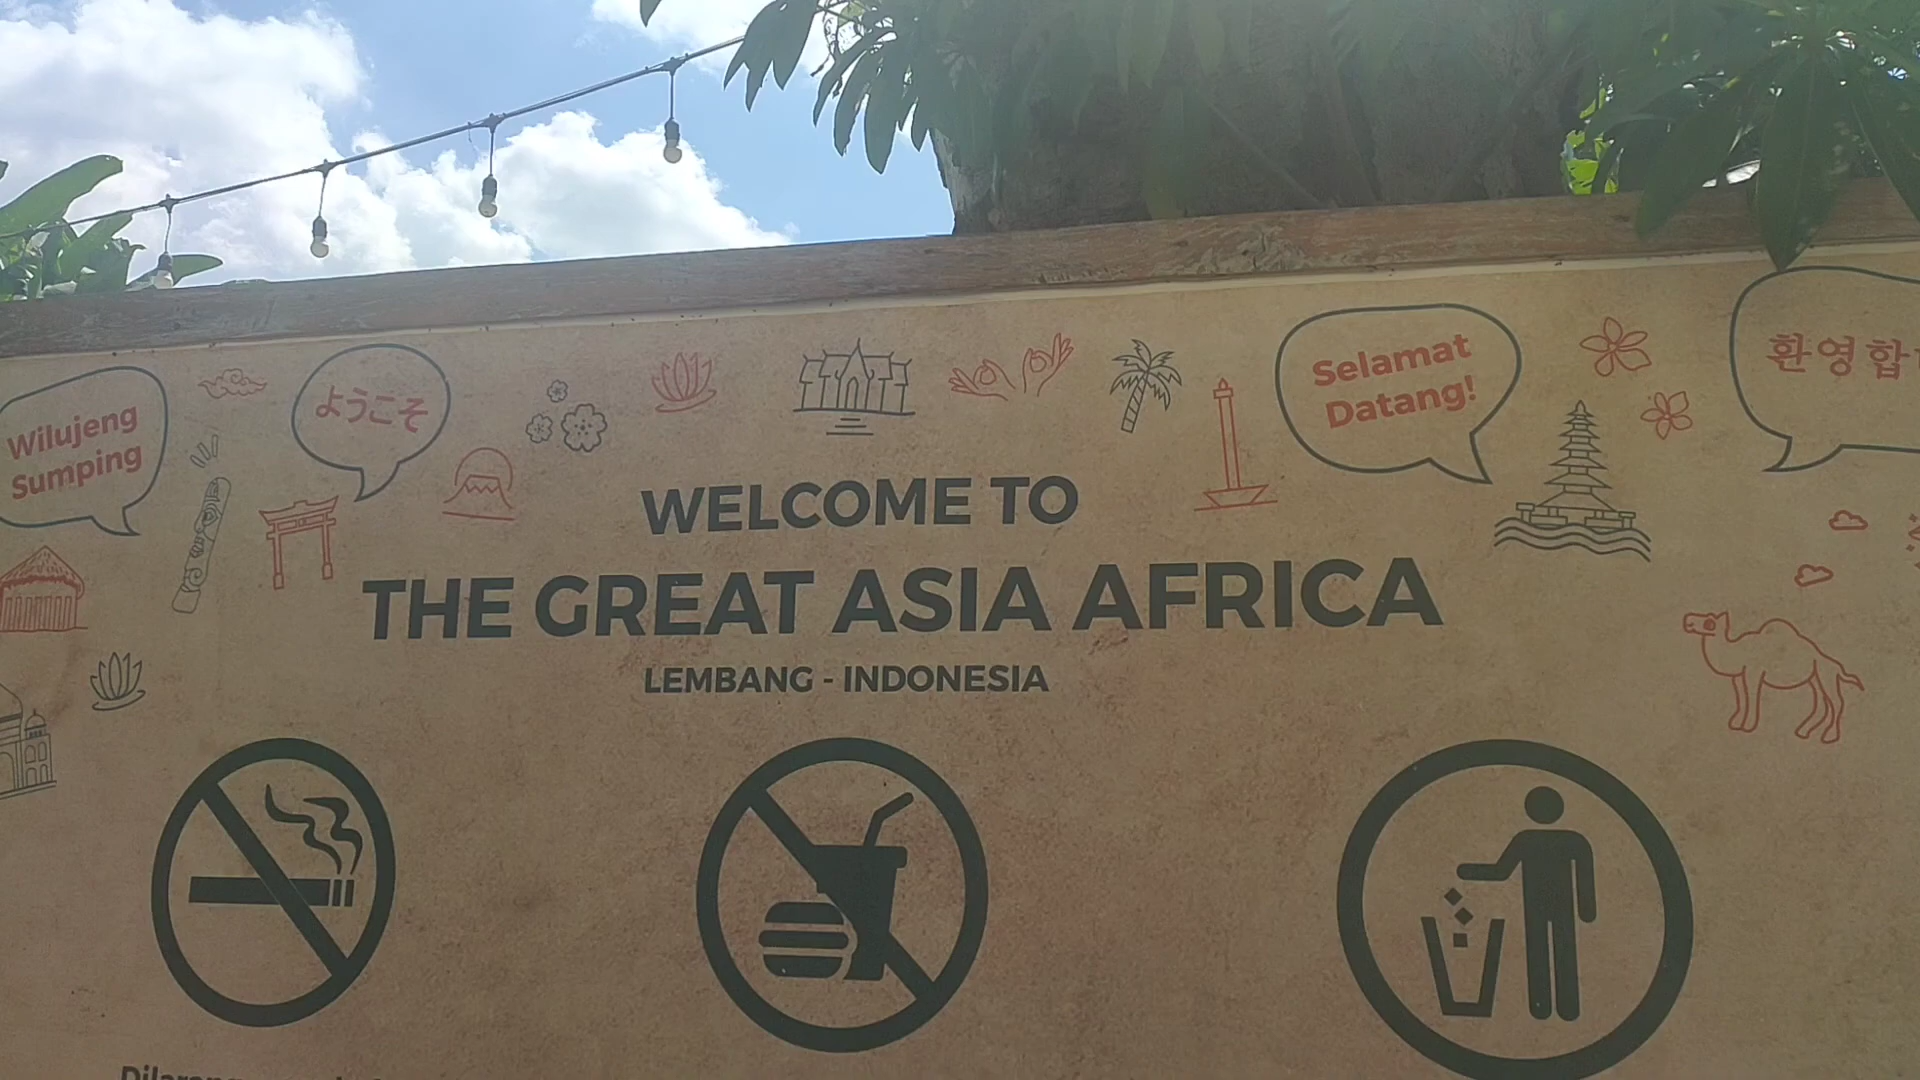 Wilujeng
Sumping
ようこそ
Selamat
Datang!
환영합
WELCOME TO
THE GREAT ASIA AFRICA
LEMBANG - INDONESIA
Dilarang